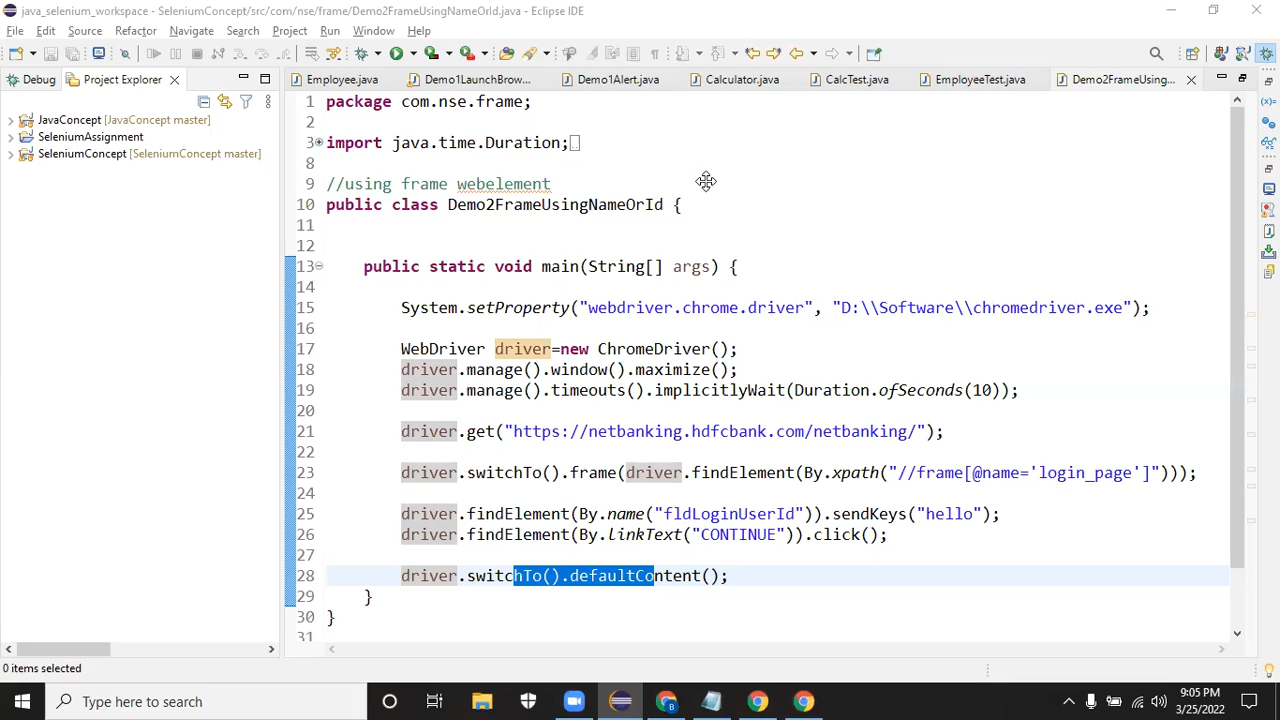 java_selenium_workspace - SeleniumConcept/src/com/nse/frame/Demo2FrameUsingNameOrId.java - Eclipse IDE
File Edit Source Refactor Navigate Search Project Run Window Help
Debug Project Explorer Employee.java Demo1LaunchBrow... Demo1Alert.java Calculator.java CalcTest.java EmployeeTest.java Demo2FrameUsing...
JavaConcept [JavaConcept master]
SeleniumAssignment
SeleniumConcept [SeleniumConcept master]
1 package com.nse.frame;
2
3 import java.time.Duration;
8
9 //using frame webelement
10 public class Demo2FrameUsingNameOrId {
11
12
13 public static void main(String[] args) {
14
15 System.setProperty("webdriver.chrome.driver", "D:\\Software\\chromedriver.exe");
16
17 WebDriver driver=new ChromeDriver();
18 driver.manage().window().maximize();
19 driver.manage().timeouts().implicitlyWait(Duration.ofSeconds(10));
20
21 driver.get("https://netbanking.hdfcbank.com/netbanking/");
22
23 driver.switchTo().frame(driver.findElement(By.xpath("//frame[@name='login_page']")));
24
25 driver.findElement(By.name("fldLoginUserId")).sendKeys("hello");
26 driver.findElement(By.linkText("CONTINUE")).click();
27
28 driver.switchTo().defaultContent();
29 }
30 }
31
0 items selected
Type here to search
9:05 PM
3/25/2022